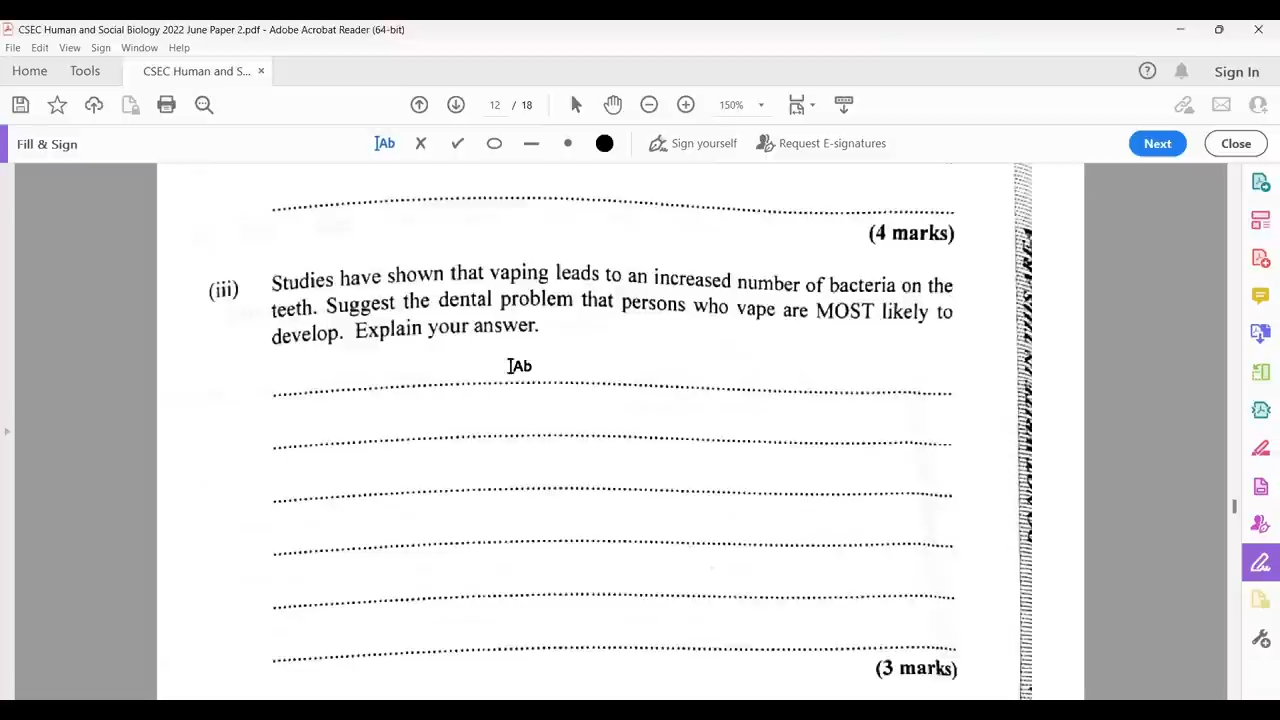 CSEC Human and Social Biology 2022 June Paper 2.pdf - Adobe Acrobat Reader (64-bit)
File Edit View Sign Window Help
Home Tools CSEC Human and S... × Sign In
12 / 18 150%
Fill & Sign Ab Sign yourself Request E-signatures Next Close
(4 marks)
(iii) Studies have shown that vaping leads to an increased number of bacteria on the
teeth. Suggest the dental problem that persons who vape are MOST likely to
develop. Explain your answer.
Ab
(3 marks)